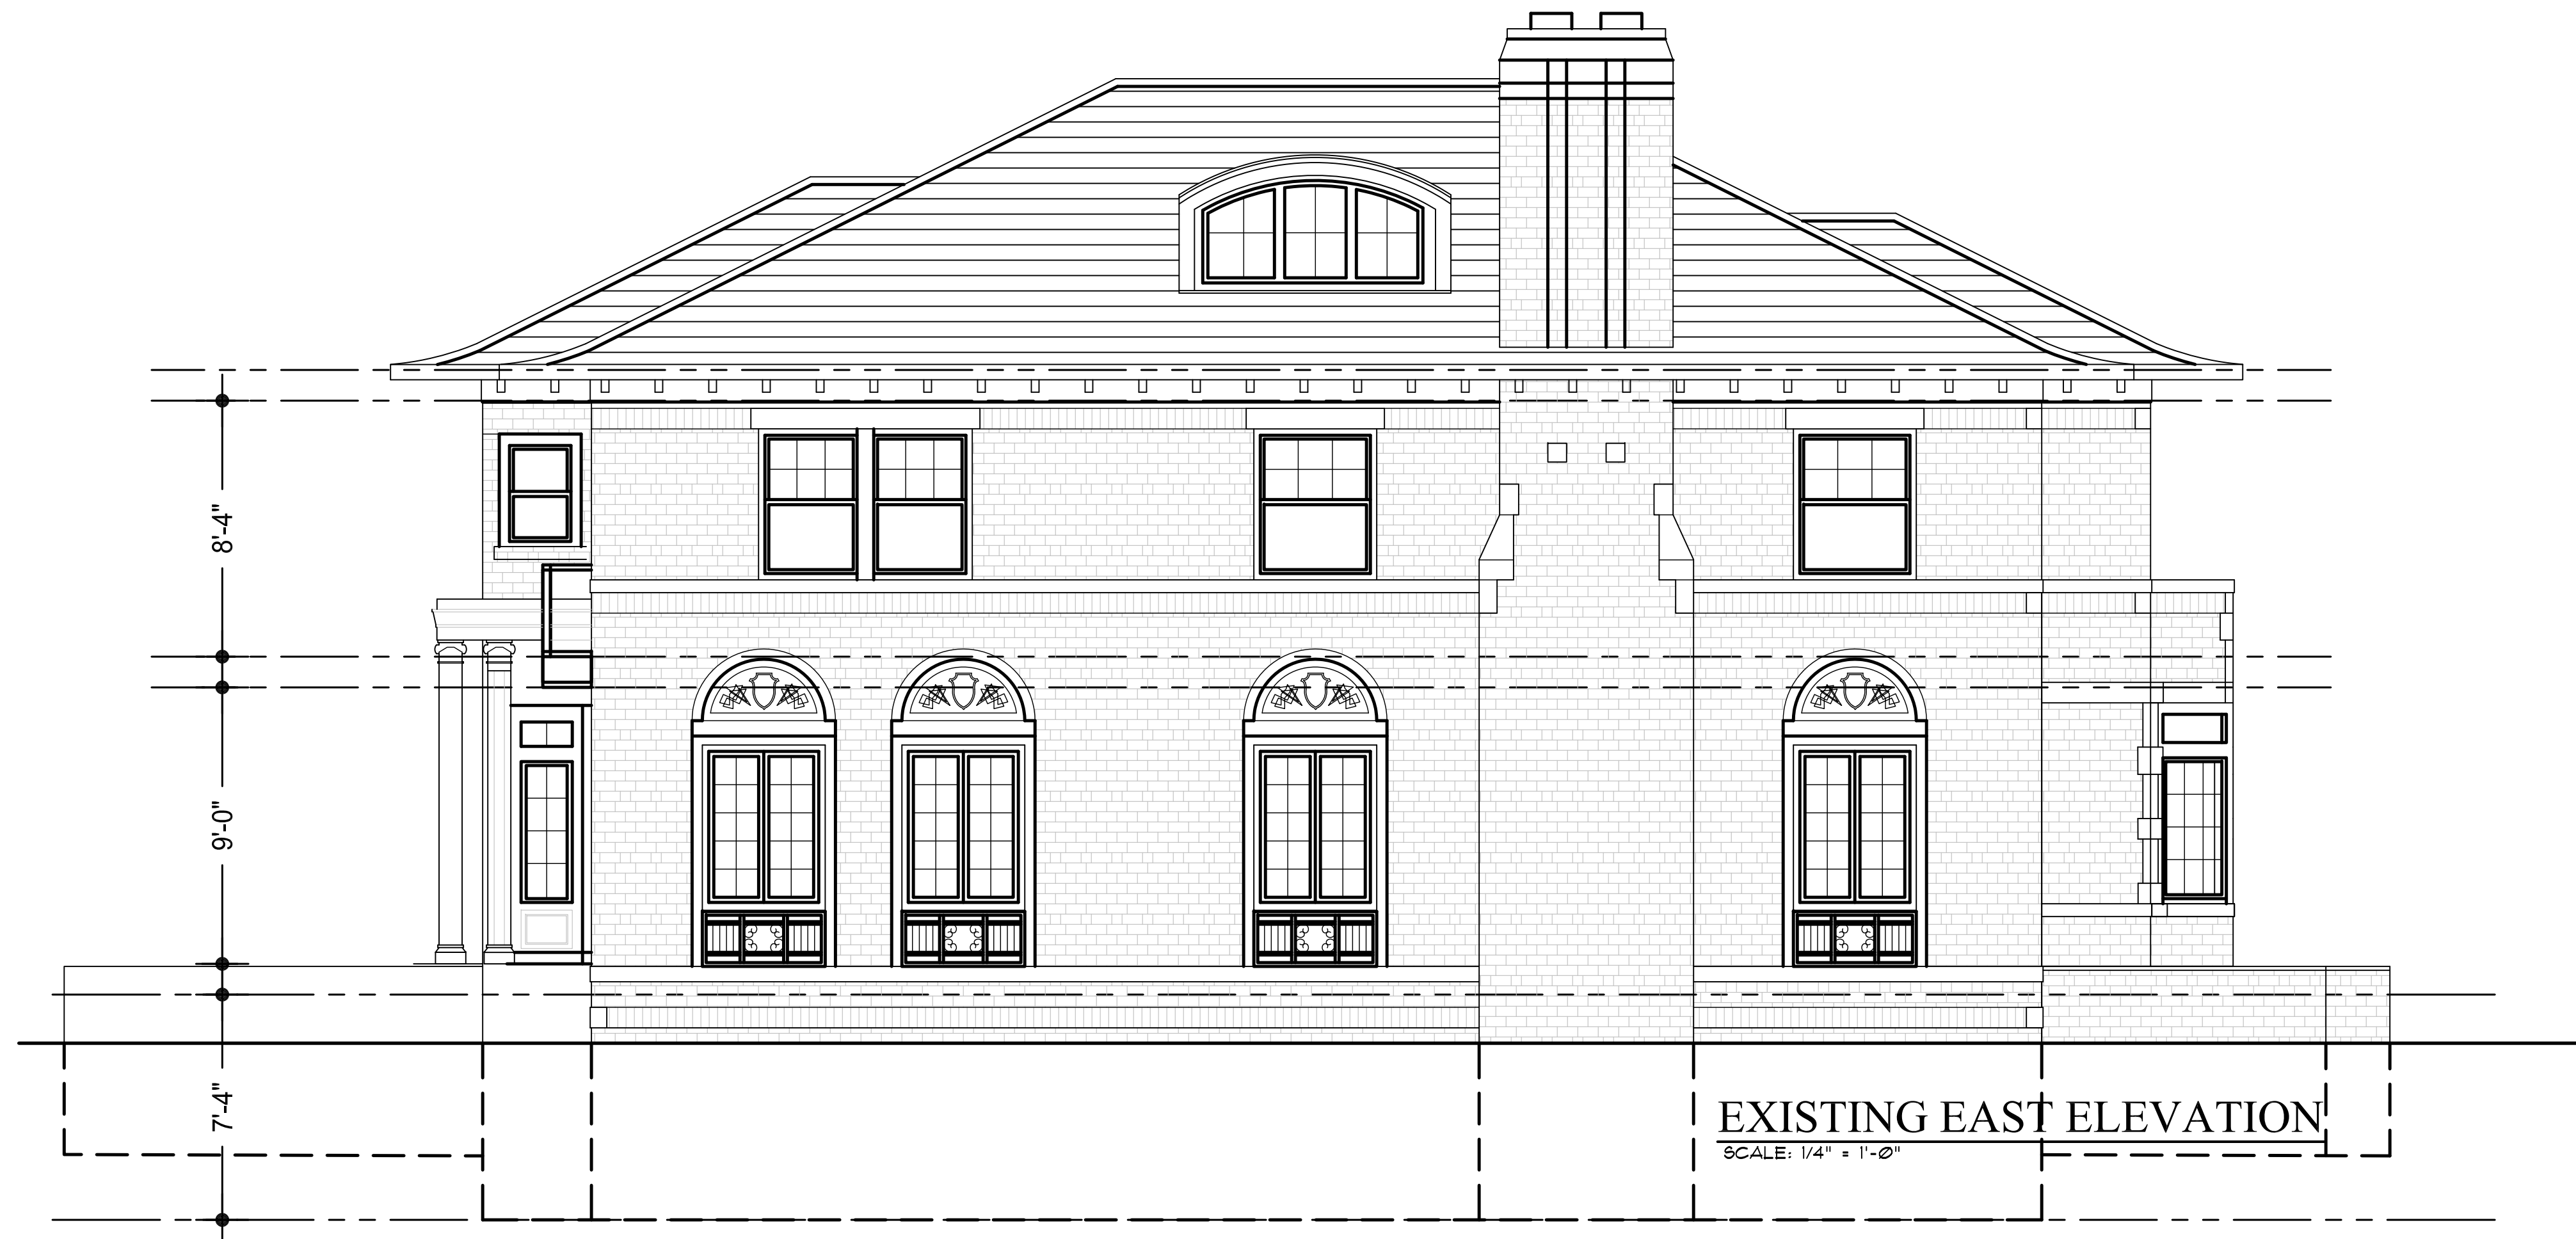 8'-4"
9'-0"
7'-4"
EXISTING EAST ELEVATION
SCALE: 1/4" = 1'-0"